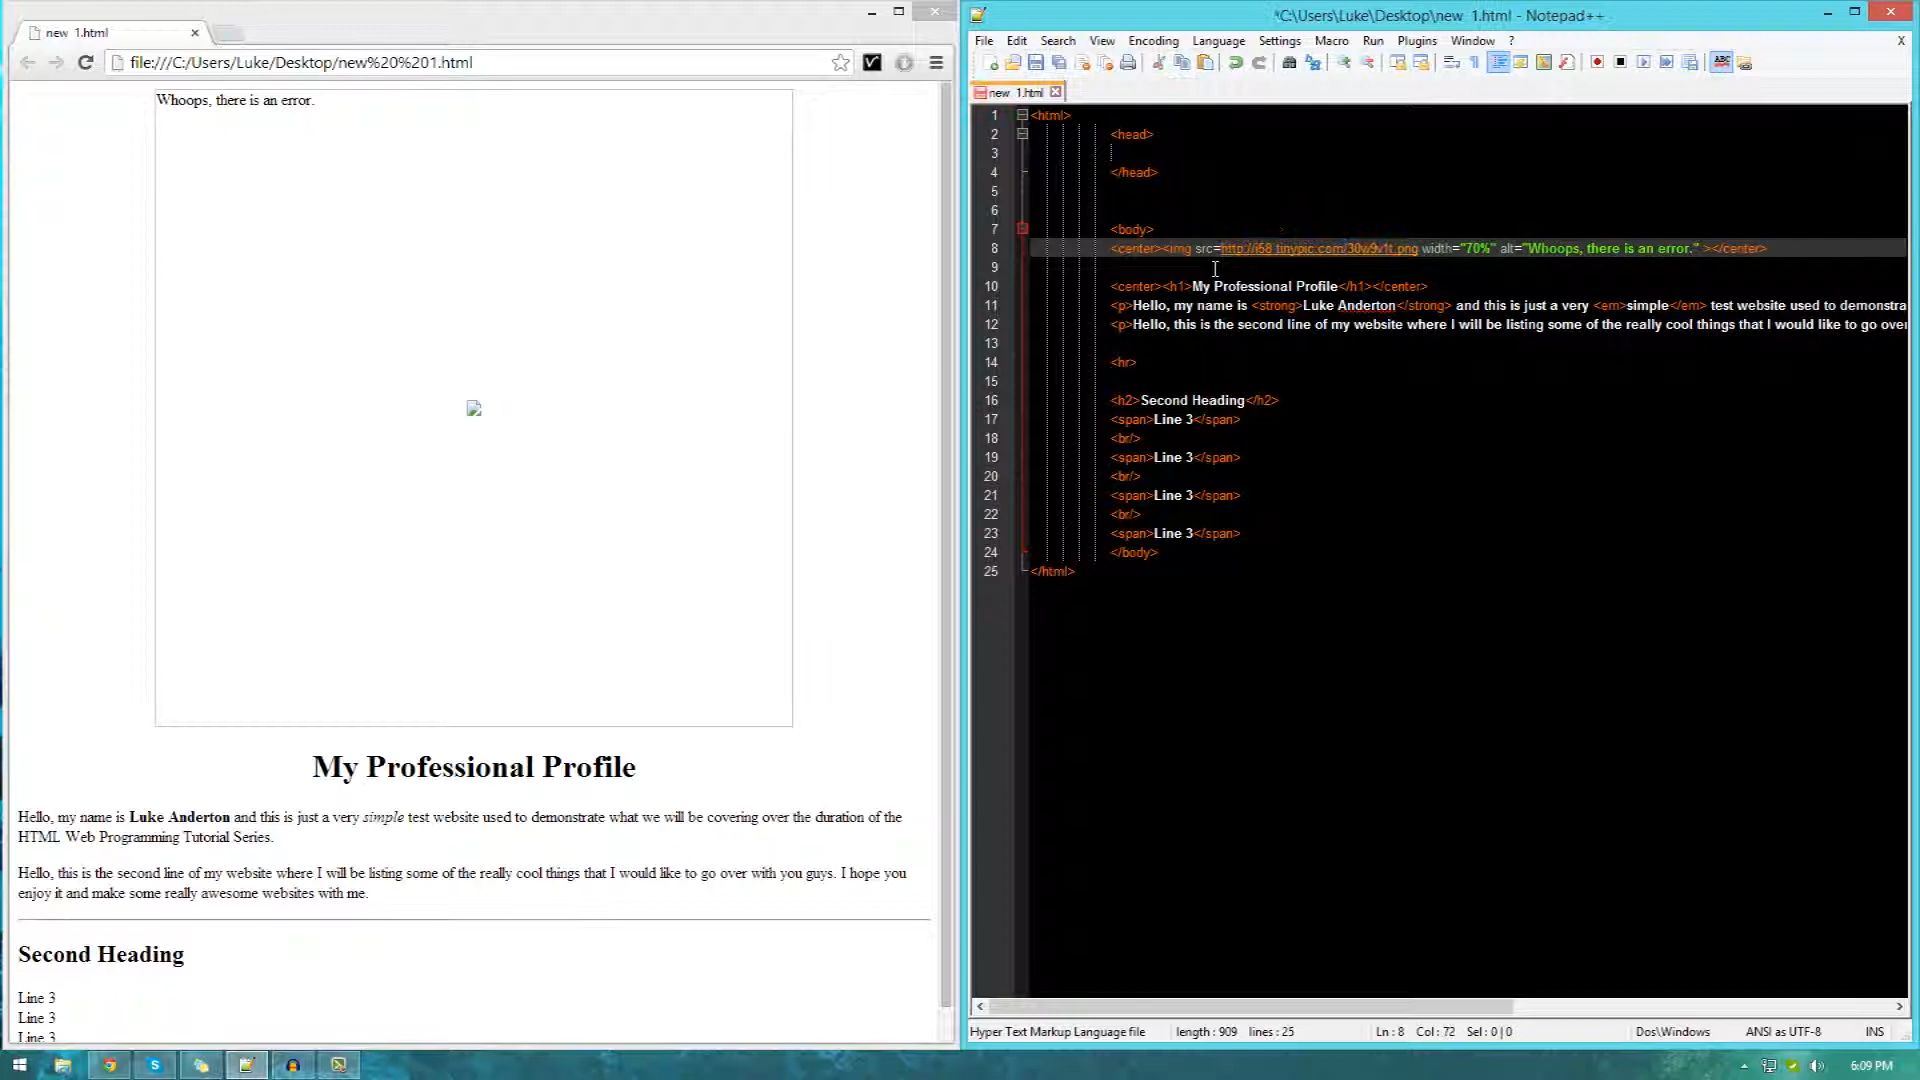 new 1.html
file:///C:/Users/Luke/Desktop/new%20%201.html
Whoops, there is an error.
My Professional Profile
Hello, my name is Luke Anderton and this is just a very simple test website used to demonstrate what we will be covering over the duration of the
HTML Web Programming Tutorial Series.
Hello, this is the second line of my website where I will be listing some of the really cool things that I would like to go over with you guys. I hope you
enjoy it and make some really awesome websites with me.
Second Heading
Line 3
Line 3
Line 3
*C:\Users\Luke\Desktop\new 1.html - Notepad++
File Edit Search View Encoding Language Settings Macro Run Plugins Window ? X
ABC
new 1.html
1 <html>
2 <head>
3
4 </head>
5
6
7 <body>
8 <center><img src=http://i58.tinypic.com/30w9v1t.png width="70%" alt="Whoops, there is an error." ></center>
9
10 <center><h1>My Professional Profile</h1></center>
11 <p>Hello, my name is <strong>Luke Anderton</strong> and this is just a very <em>simple</em> test website used to demonstra
12 <p>Hello, this is the second line of my website where I will be listing some of the really cool things that I would like to go over
13
14 <hr>
15
16 <h2>Second Heading</h2>
17 <span>Line 3</span>
18 <br/>
19 <span>Line 3</span>
20 <br/>
21 <span>Line 3</span>
22 <br/>
23 <span>Line 3</span>
24 </body>
25 </html>
Hyper Text Markup Language file length : 909 lines : 25 Ln : 8 Col : 72 Sel : 0 | 0 Dos\Windows ANSI as UTF-8 INS
6:09 PM